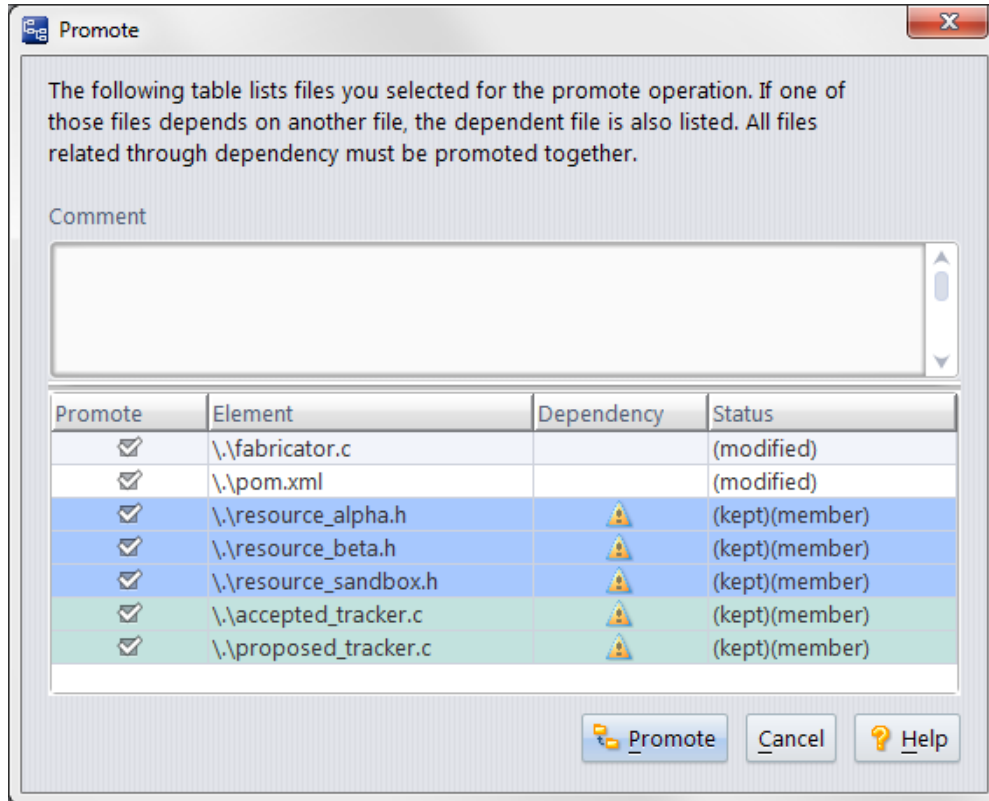 Promote
The following table lists files you selected for the promote operation. If one of
those files depends on another file, the dependent file is also listed. All files
related through dependency must be promoted together.
Comment
Promote Element Dependency Status
\.\fabricator.c (modified)
\.\pom.xml (modified)
\.\resource_alpha.h (kept)(member)
\.\resource_beta.h (kept)(member)
\.\resource_sandbox.h (kept)(member)
\.\accepted_tracker.c (kept)(member)
\.\proposed_tracker.c (kept)(member)
Promote Cancel Help